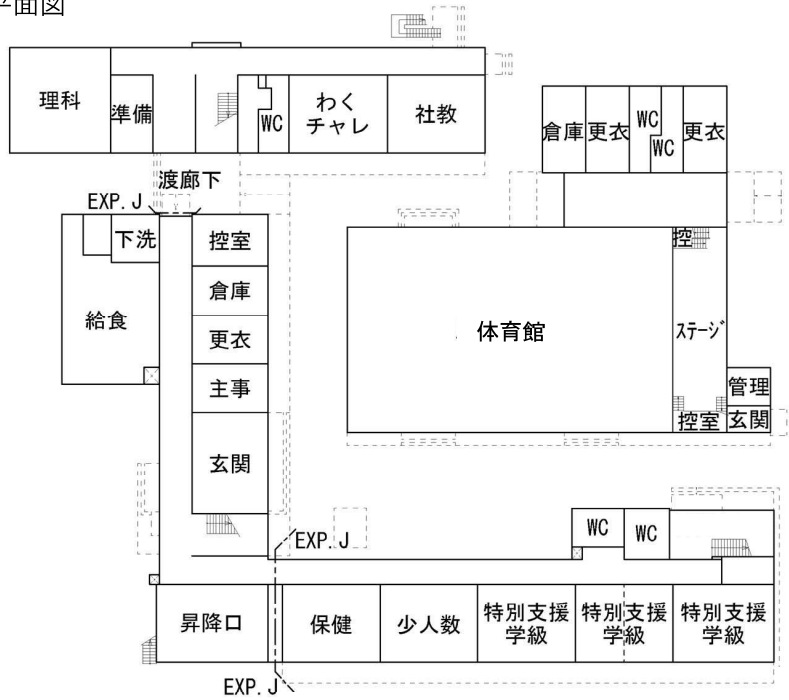 平面図
理科
準備
WC
わく
チャレ
社教
倉庫
更衣
WC
WC
更衣
渡廊下
EXP. J
下洗
控室
控
倉庫
給食
更衣
体育館
ｽﾃｰｼﾞ
主事
管理
控室
玄関
玄関
WC
WC
EXP. J
昇降口
保健
少人数
特別支援
学級
特別支援
学級
特別支援
学級
EXP. J